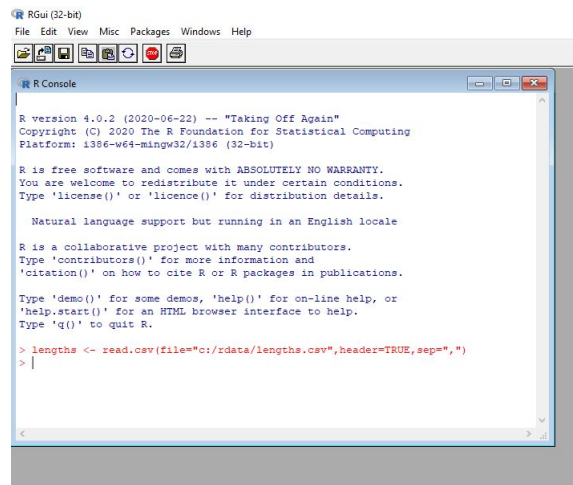 RGui (32-bit)
File Edit View Misc Packages Windows Help
STOP
R Console
R version 4.0.2 (2020-06-22) -- "Taking Off Again"
Copyright (C) 2020 The R Foundation for Statistical Computing
Platform: i386-w64-mingw32/i386 (32-bit)
R is free software and comes with ABSOLUTELY NO WARRANTY.
You are welcome to redistribute it under certain conditions.
Type 'license()' or 'licence()' for distribution details.
Natural language support but running in an English locale
R is a collaborative project with many contributors.
Type 'contributors()' for more information and
'citation()' on how to cite R or R packages in publications.
Type 'demo()' for some demos, 'help()' for on-line help, or
'help.start()' for an HTML browser interface to help.
Type 'q()' to quit R.
> lengths <- read.csv(file="c:/rdata/lengths.csv",header=TRUE,sep=",")
>